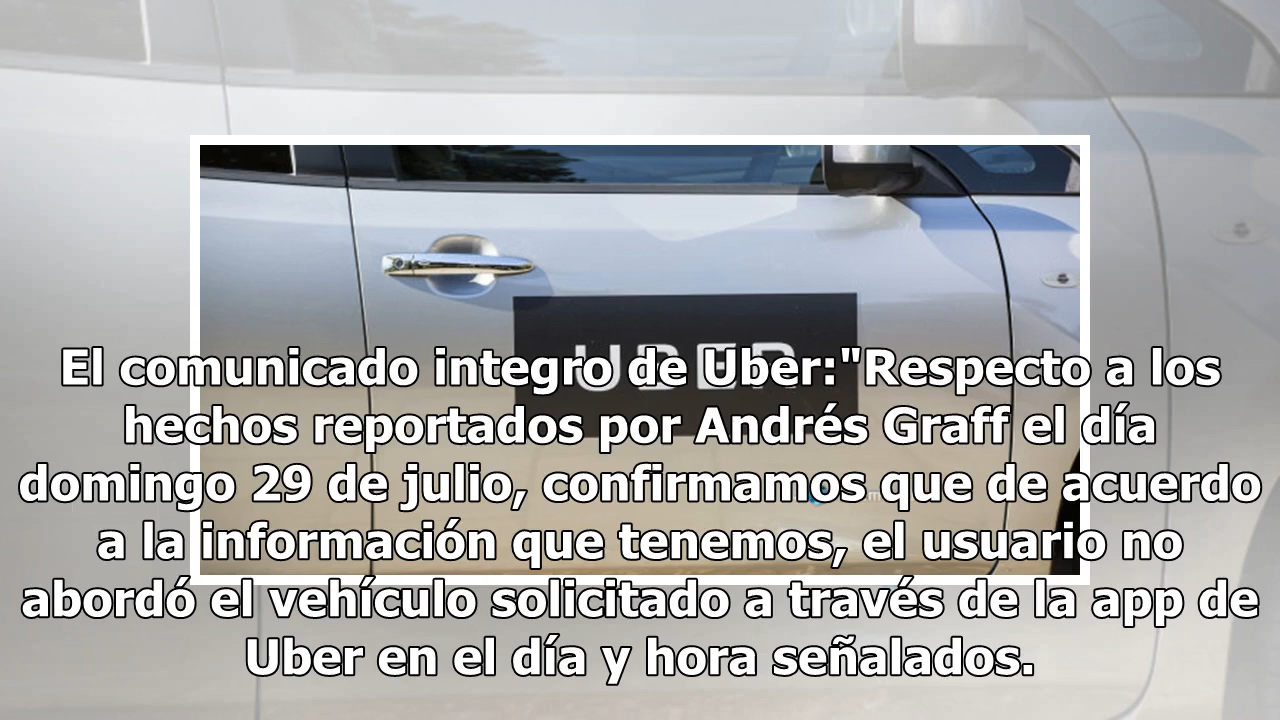 El comunicado integro de Uber:"Respecto a los
hechos reportados por Andrés Graff el día
domingo 29 de julio, confirmamos que de acuerdo
a la información que tenemos, el usuario no
abordó el vehículo solicitado a través de la app de
Uber en el día y hora señalados.
UBER